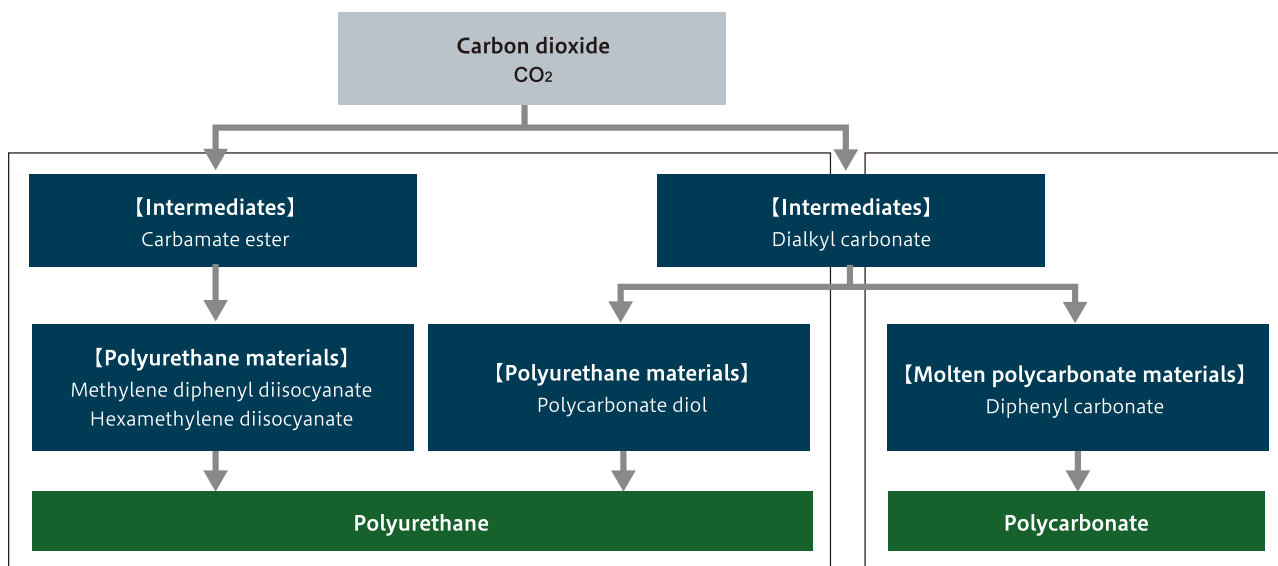 Carbon dioxide
CO₂
【Intermediates】
Carbamate ester
【Intermediates】
Dialkyl carbonate
【Polyurethane materials】
Methylene diphenyl diisocyanate
Hexamethylene diisocyanate
【Polyurethane materials】
Polycarbonate diol
【Molten polycarbonate materials】
Diphenyl carbonate
Polyurethane
Polycarbonate